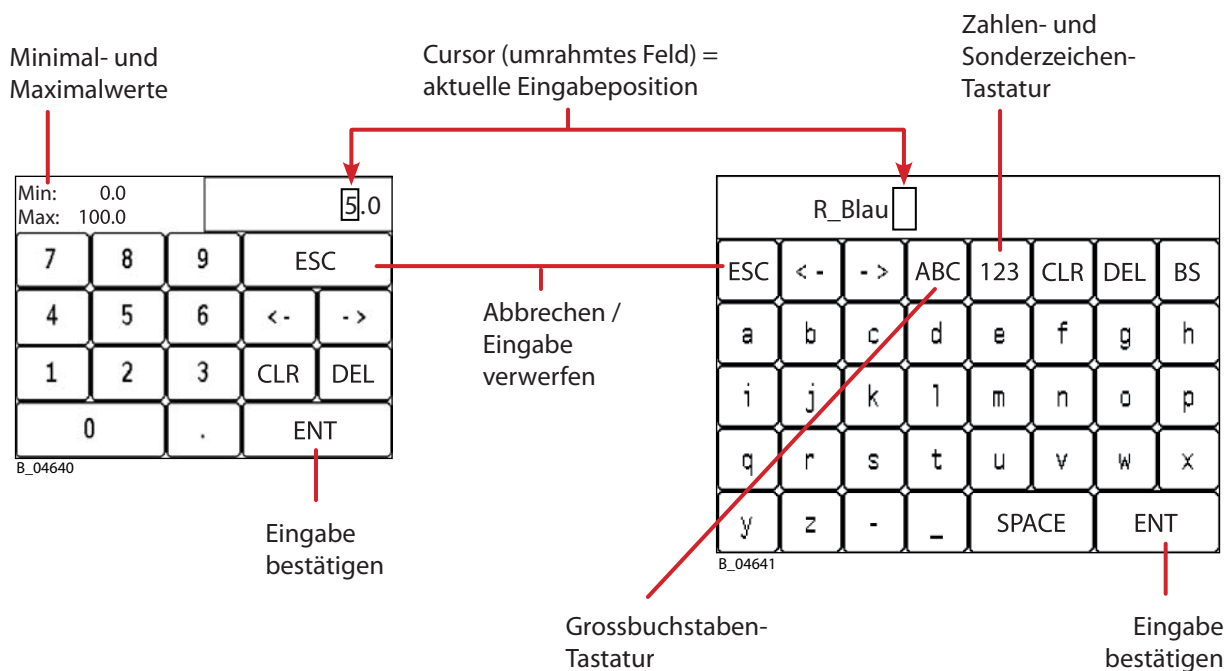 Minimal- und
Maximalwerte
Cursor (umrahmtes Feld) =
aktuelle Eingabeposition
Zahlen- und
Sonderzeichen-
Tastatur
Min: 0.0
Max: 100.0
5.0
7 8 9 ESC
4 5 6 <- ->
1 2 3 CLR DEL
0 . ENT
B_04640
Eingabe
bestätigen
Abbrechen /
Eingabe
verwerfen
R_Blau
ESC <- -> ABC 123 CLR DEL BS
a b c d e f g h
i j k l m n o p
q r s t u v w x
y z - _ SPACE ENT
B_04641
Grossbuchstaben-
Tastatur
Eingabe
bestätigen